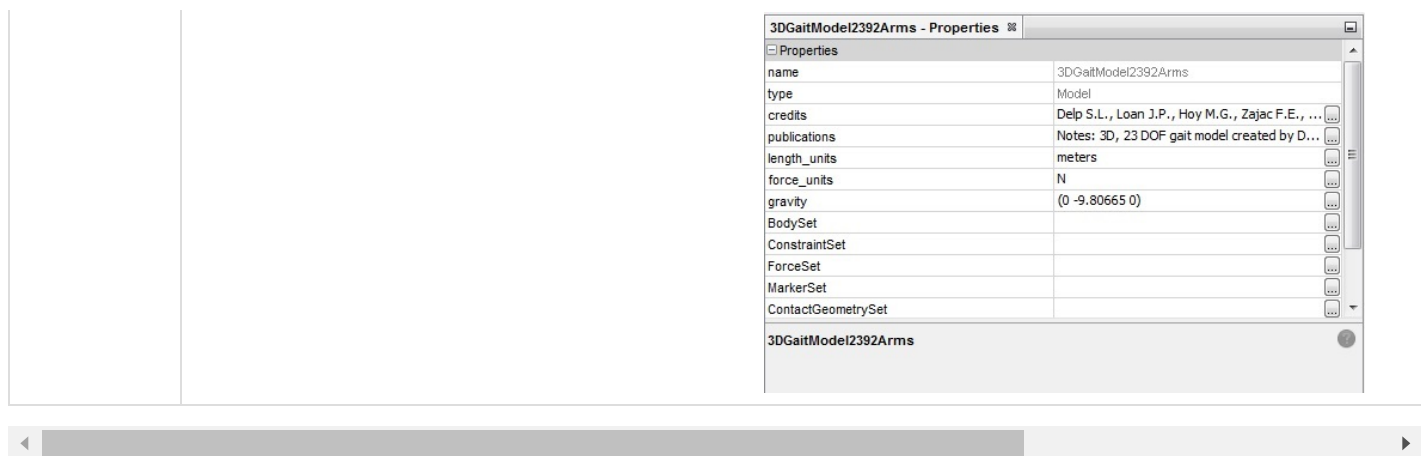 3DGaitModel2392Arms - Properties
Properties
name 3DGaitModel2392Arms
type Model
credits Delp S.L., Loan J.P., Hoy M.G., Zajac F.E., ... ...
publications Notes: 3D, 23 DOF gait model created by D... ...
length_units meters ...
force_units N ...
gravity (0 -9.80665 0) ...
BodySet ...
ConstraintSet ...
ForceSet ...
MarkerSet ...
ContactGeometrySet ...
3DGaitModel2392Arms ?